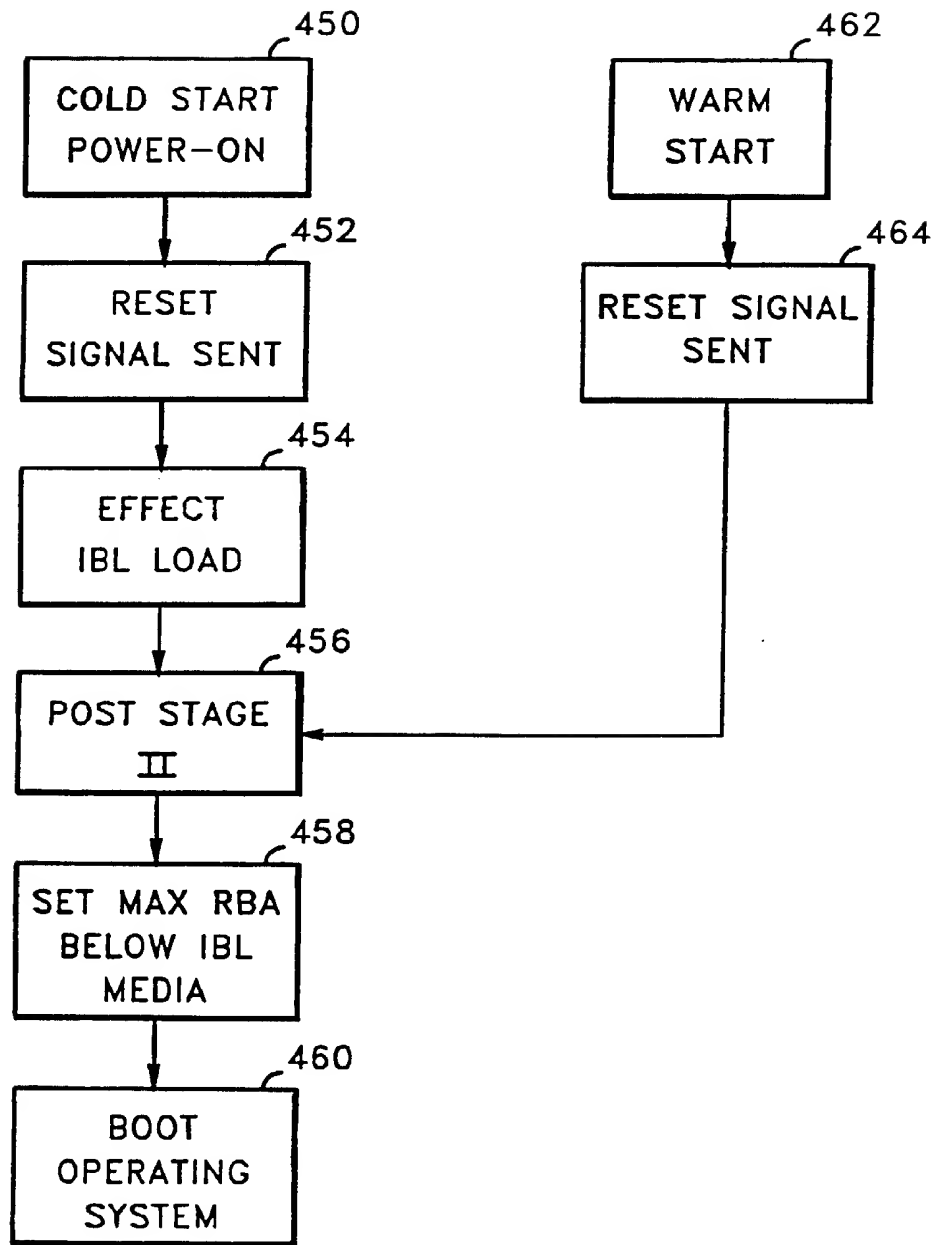 450
COLD START
POWER-ON
452
RESET
SIGNAL SENT
454
EFFECT
IBL LOAD
456
POST STAGE
II
458
SET MAX RBA
BELOW IBL
MEDIA
460
BOOT
OPERATING
SYSTEM
462
WARM
START
464
RESET SIGNAL
SENT